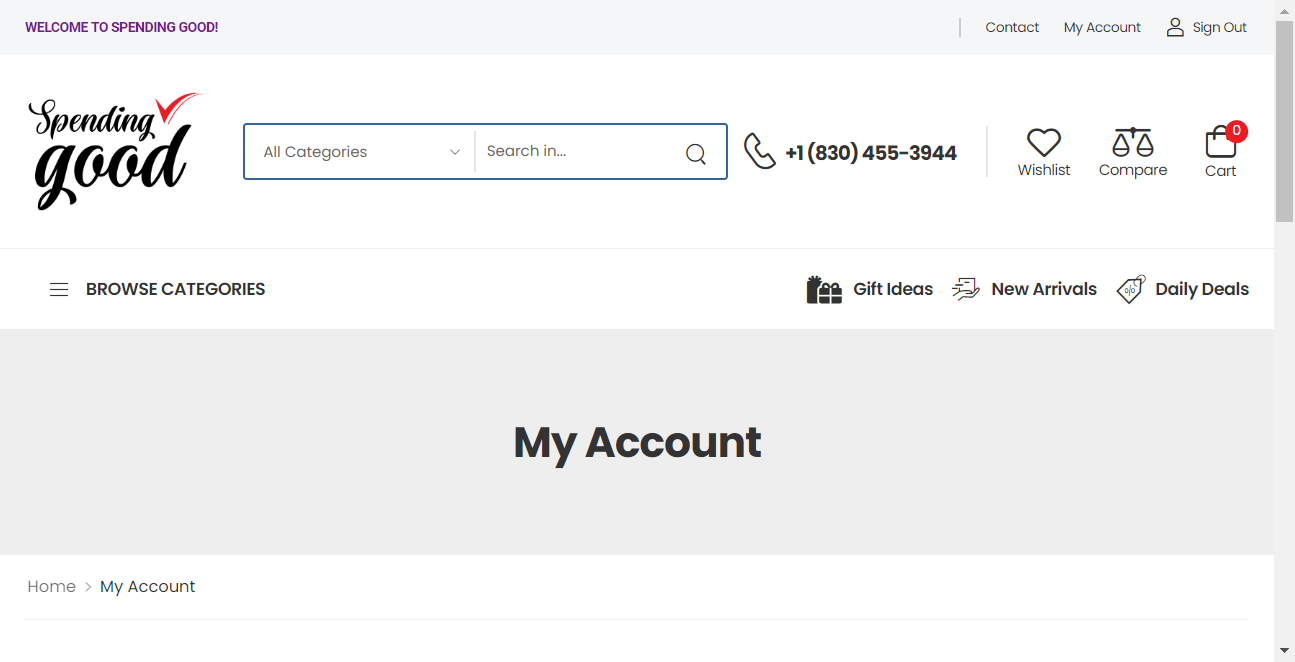 WELCOME TO SPENDING GOOD!
Contact My Account Sign Out
Spending
good
All Categories Search in...
+1 (830) 455-3944
Wishlist Compare 0 Cart
BROWSE CATEGORIES
% Gift Ideas New Arrivals Daily Deals
My Account
Home > My Account